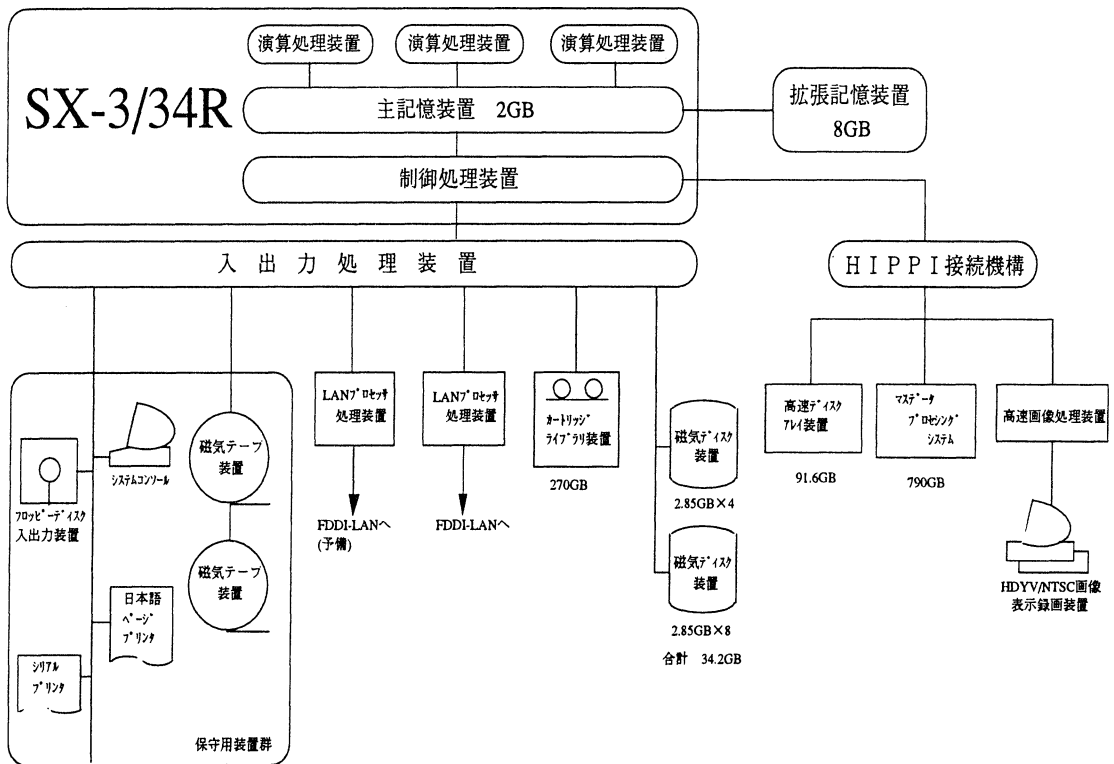 演算処理装置
演算処理装置
演算処理装置
SX-3/34R
主記憶装置 2GB
拡張記憶装置
8GB
制御処理装置
入出力処理装置
ＨＩＰＰＩ接続機構
LANﾌﾟﾛｾｯｻ
処理装置
LANﾌﾟﾛｾｯｻ
処理装置
ｶｰﾄﾘｯｼﾞ
ﾗｲﾌﾞﾗﾘ装置
270GB
磁気ﾃﾞｨｽｸ
装置
2.85GB×4
磁気ﾃﾞｨｽｸ
装置
2.85GB×8
合計 34.2GB
高速ﾃﾞｨｽｸ
ｱﾚｲ装置
91.6GB
ﾏｽﾃﾞｰﾀ
ﾌﾟﾛｾｼﾝｸﾞ
ｼｽﾃﾑ
790GB
高速画像処理装置
HDYV/NTSC画像
表示録画装置
FDDI-LANへ
(予備)
FDDI-LANへ
ｼｽﾃﾑｺﾝｿｰﾙ
ﾌﾛｯﾋﾟｰﾃﾞｨｽｸ
入出力装置
磁気テープ
装置
磁気テープ
装置
日本語
ﾍﾟｰｼﾞ
ﾌﾟﾘﾝﾀ
ｼﾘｱﾙ
ﾌﾟﾘﾝﾀ
保守用装置群